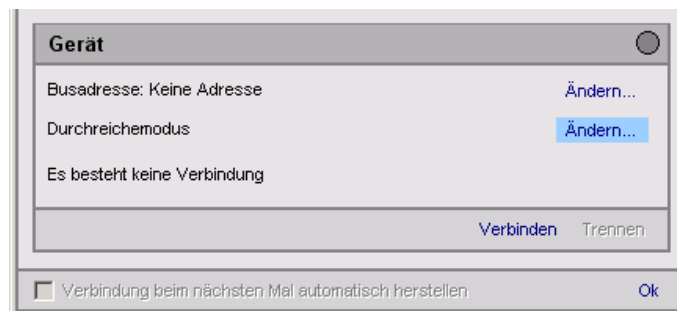 Gerät
Busadresse: Keine Adresse Ändern...
Durchreichemodus Ändern...
Es besteht keine Verbindung
Verbinden Trennen
Verbindung beim nächsten Mal automatisch herstellen Ok